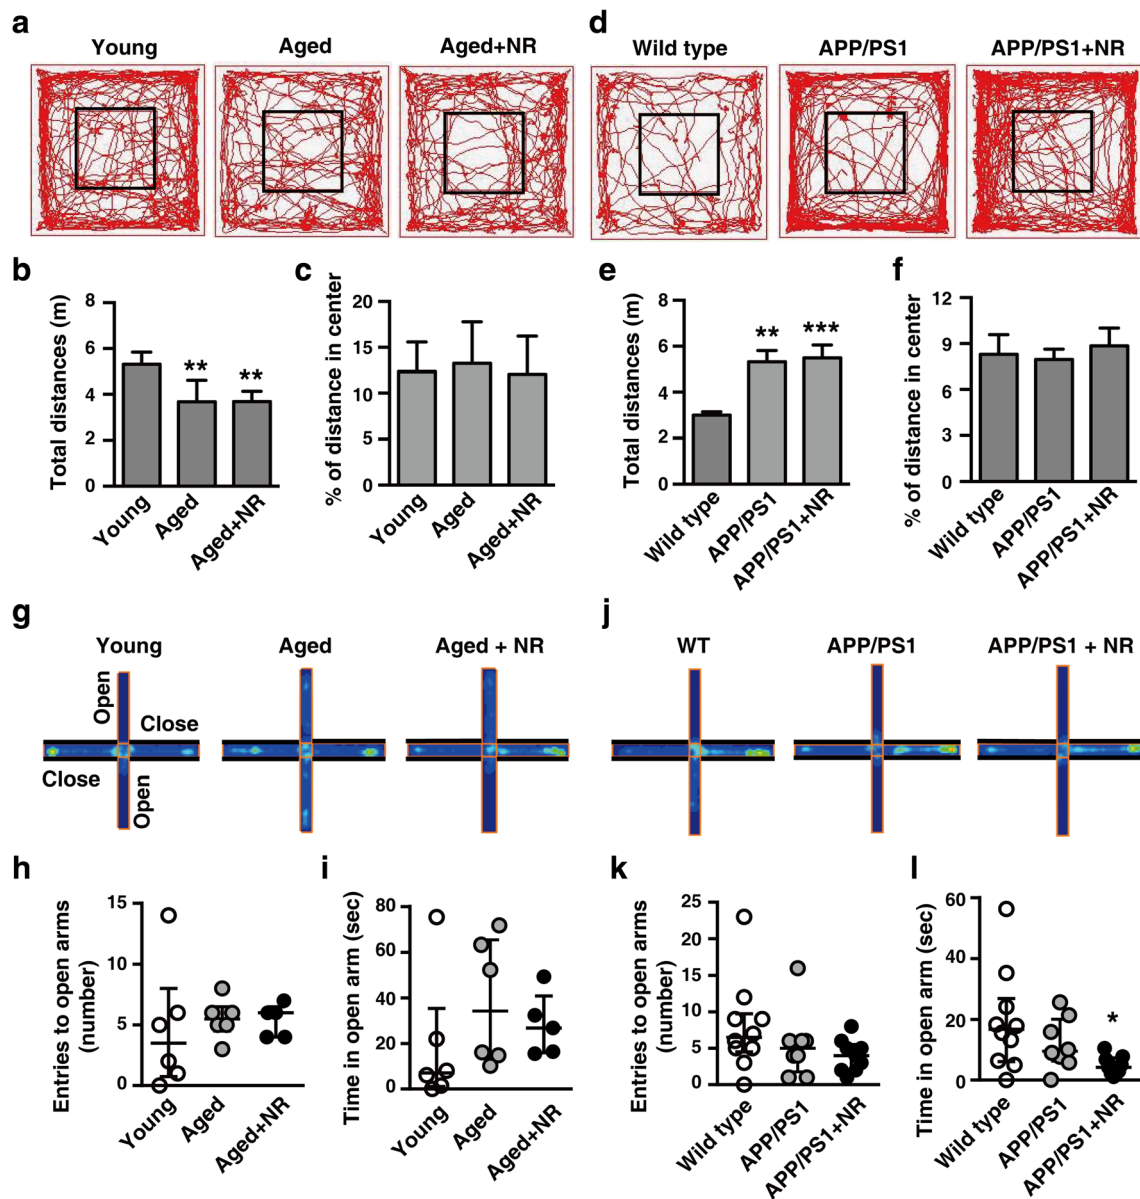 a
Young
Aged
Aged+NR
d
Wild type
APP/PS1
APP/PS1+NR
b
Total distances (m)
8
6
4
2
0
**
**
Young
Aged
Aged+NR
c
% of distance in center
20
15
10
5
0
Young
Aged
Aged+NR
e
Total distances (m)
8
6
4
2
0
**
***
Wild type
APP/PS1
APP/PS1+NR
f
% of distance in center
12
9
6
3
0
Wild type
APP/PS1
APP/PS1+NR
g
Young
Aged
Aged + NR
Open
Close
Close
Open
j
WT
APP/PS1
APP/PS1 + NR
h
Entries to open arms
(number)
15
10
5
0
Young
Aged
Aged+NR
i
Time in open arm (sec)
80
60
40
20
0
Young
Aged
Aged+NR
k
Entries to open arms
(number)
25
20
15
10
5
0
Wild type
APP/PS1
APP/PS1+NR
l
Time in open arm (sec)
60
40
20
0
*
Wild type
APP/PS1
APP/PS1+NR